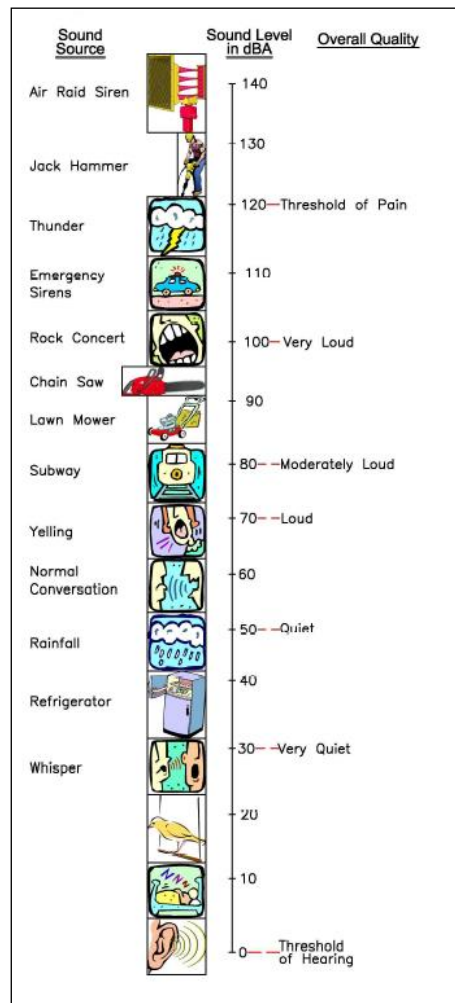 Sound Source
Sound Level in dBA
Overall Quality
Air Raid Siren
140
130
Jack Hammer
120 Threshold of Pain
Thunder
110
Emergency Sirens
Rock Concert
100 Very Loud
Chain Saw
90
Lawn Mower
Subway
80 Moderately Loud
Yelling
70 Loud
Normal Conversation
60
Rainfall
50 Quiet
40
Refrigerator
30 Very Quiet
Whisper
20
NNN
10
0 Threshold of Hearing